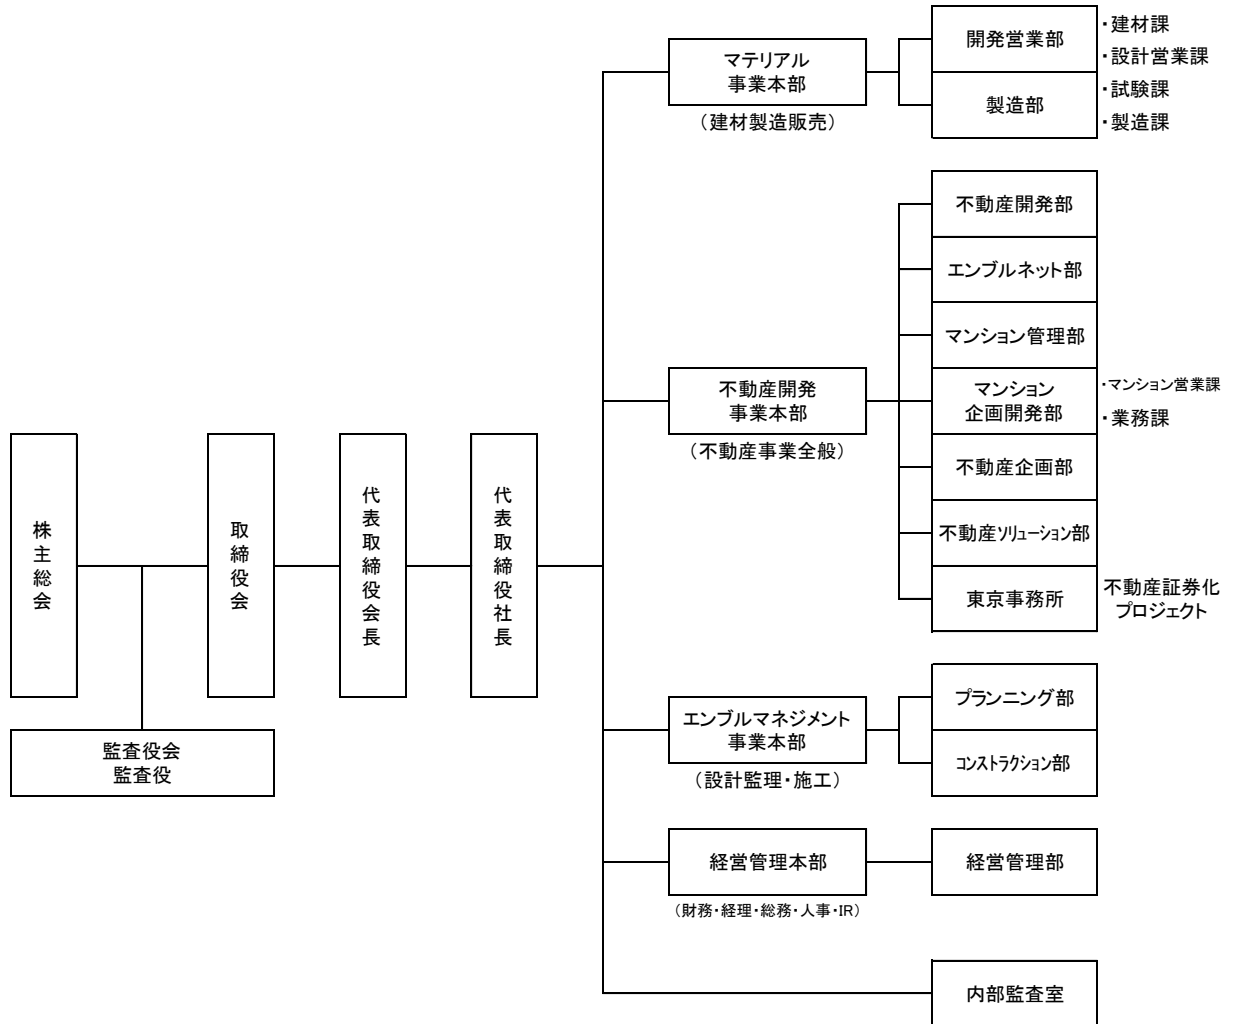 株主総会
監査役会
監査役
取締役会
代表取締役会長
代表取締役社長
マテリアル
事業本部
（建材製造販売）
開発営業部
・建材課
・設計営業課
製造部
・試験課
・製造課
不動産開発
事業本部
（不動産事業全般）
不動産開発部
エンブルネット部
マンション管理部
マンション
企画開発部
・マンション営業課
・業務課
不動産企画部
不動産ソリューション部
東京事務所
不動産証券化
プロジェクト
エンブルマネジメント
事業本部
（設計監理・施工）
プランニング部
コンストラクション部
経営管理本部
（財務・経理・総務・人事・IR）
経営管理部
内部監査室